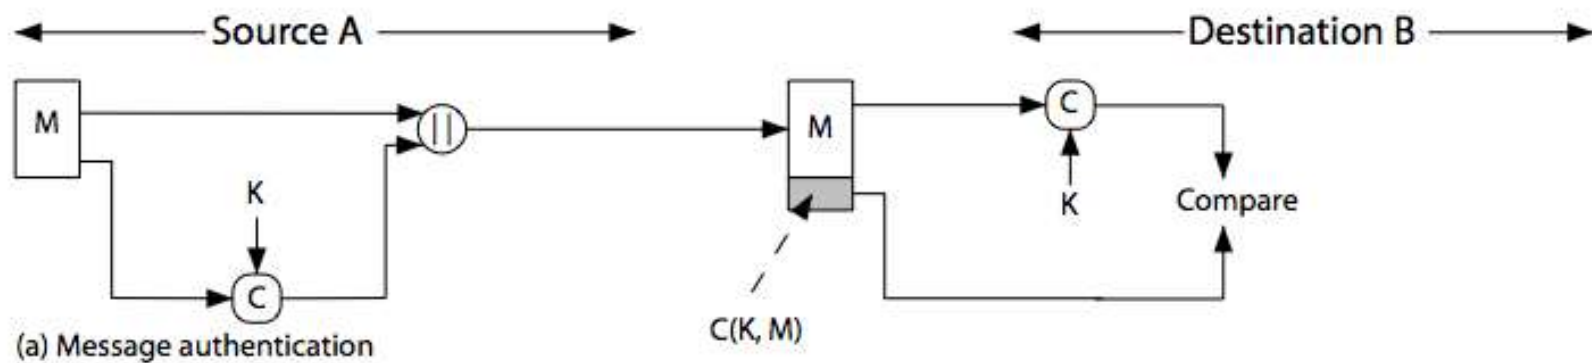 Source A
Destination B
M
||
M
C
K
K
Compare
C
C(K, M)
(a) Message authentication